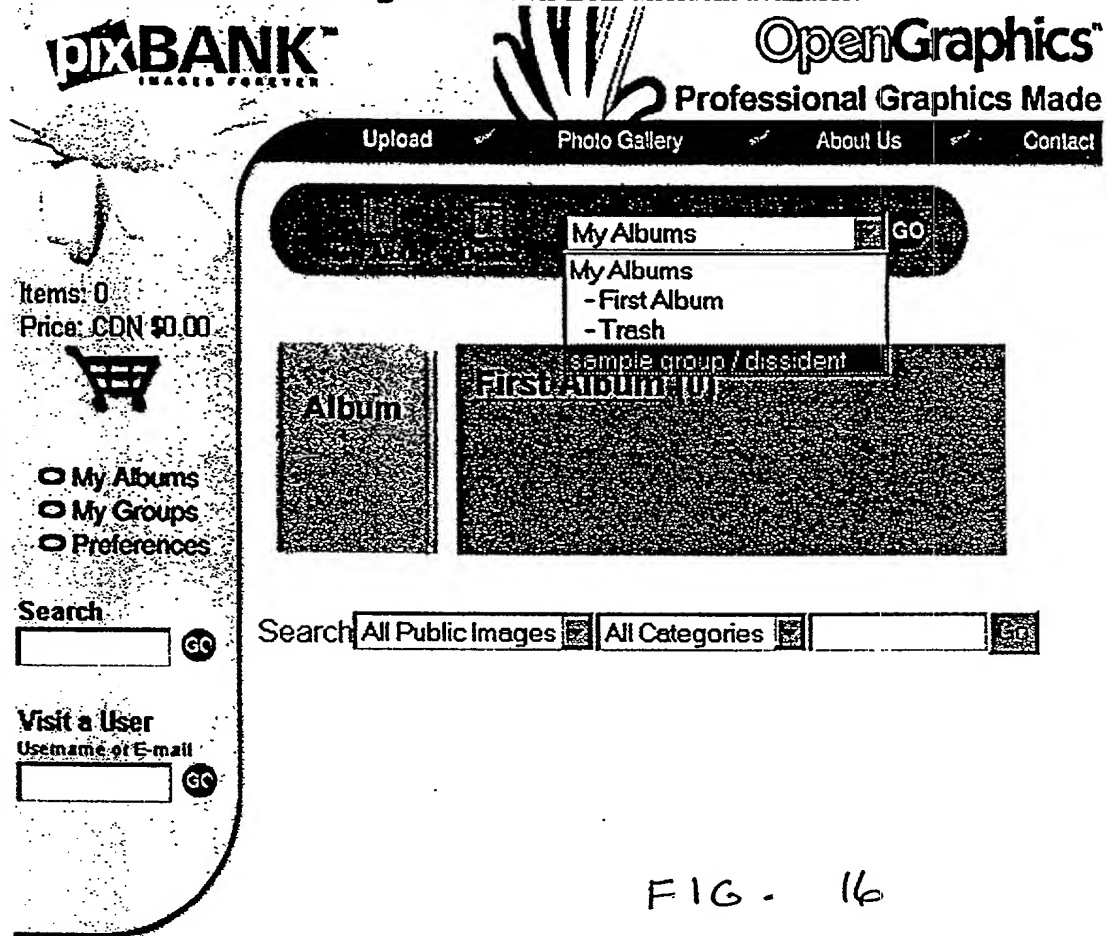 pixBANK™
IMAGES FOREVER
OpenGraphics™
Professional Graphics Made
Upload Photo Gallery About Us Contact
My Albums GO
My Albums
- First Album
- Trash
sample group / dissident
Items: 0
Price: CDN $0.00
Album
First Album (0)
My Albums
My Groups
Preferences
Search
GO
Search All Public Images All Categories Go
Visit a User
Username or E-mail
GO
FIG. 16